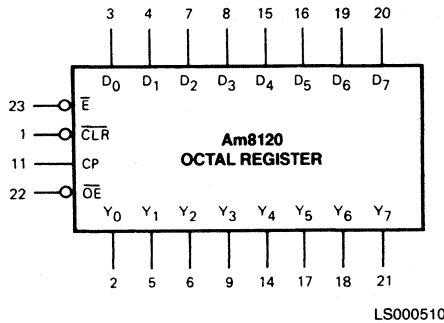 3 4 7 8 15 16 19 20
D0 D1 D2 D3 D4 D5 D6 D7
23 E̅
1 C̅L̅R̅
Am8120
11 CP
OCTAL REGISTER
22 O̅E̅
Y0 Y1 Y2 Y3 Y4 Y5 Y6 Y7
2 5 6 9 14 17 18 21
LS000510